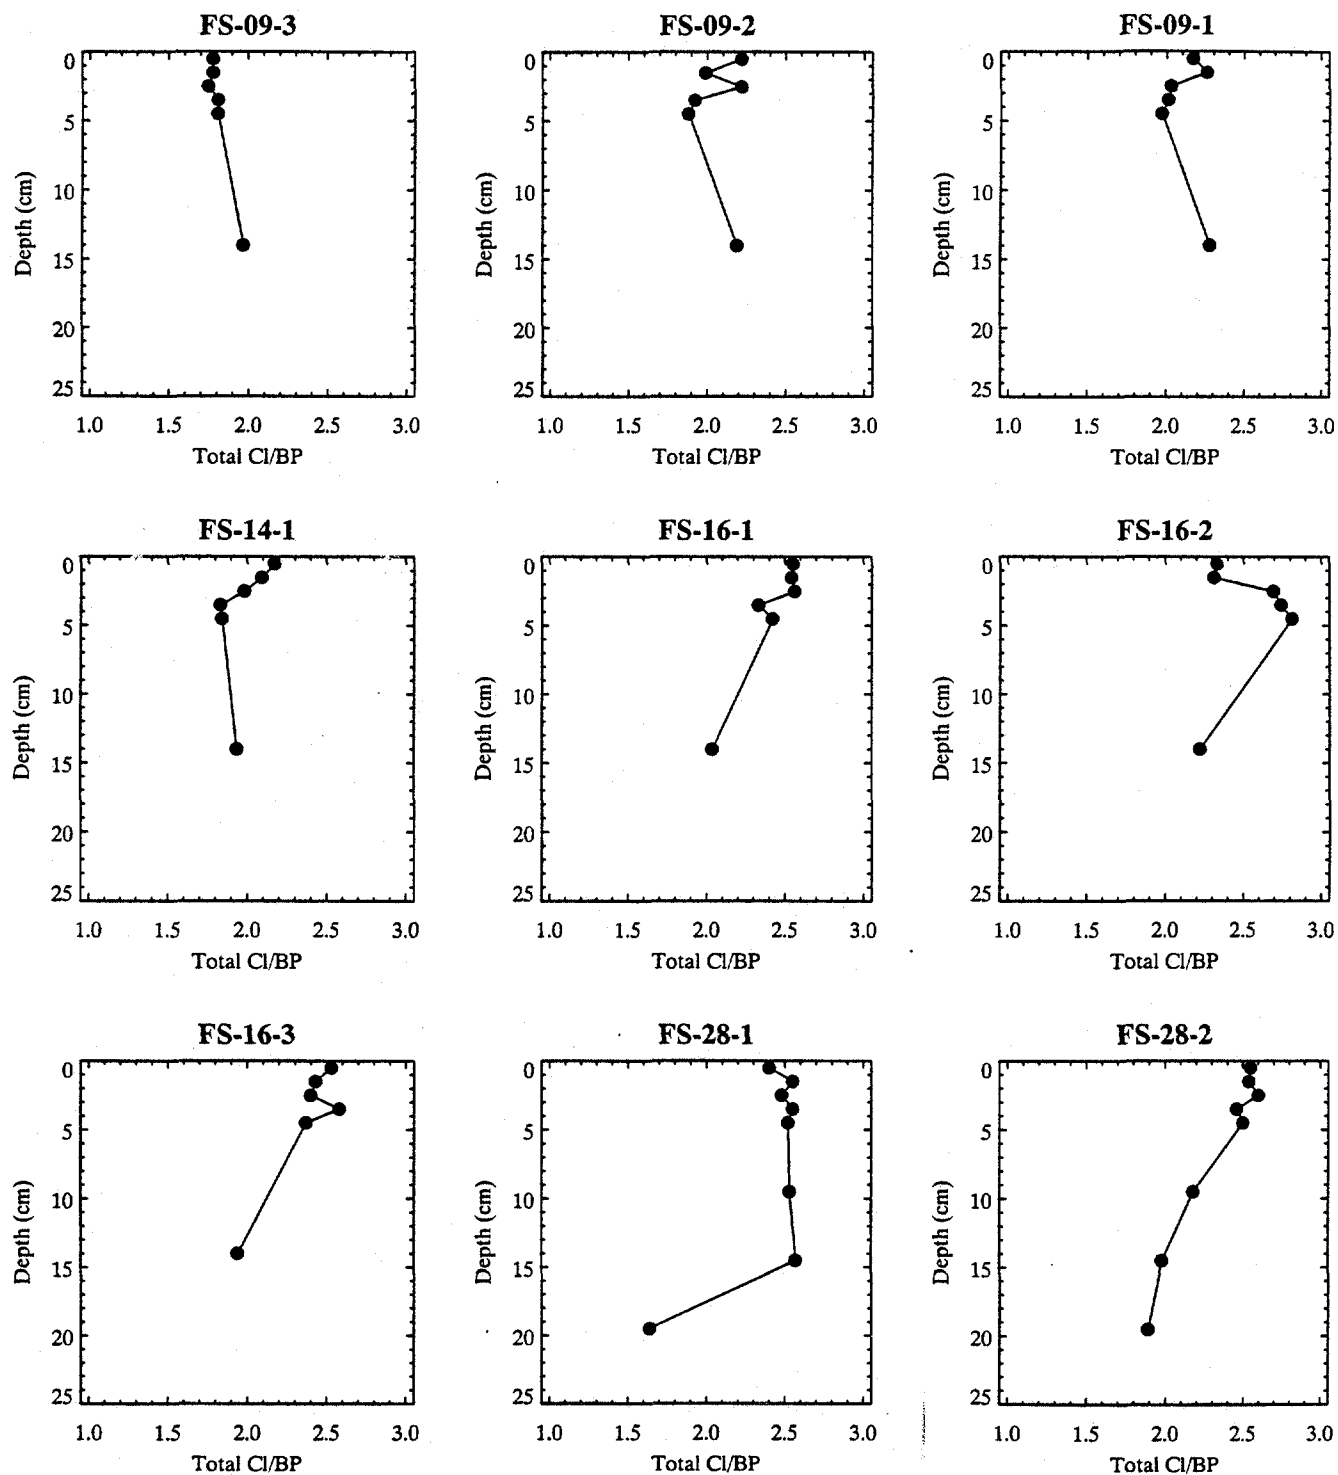 FS-09-3 FS-09-2 FS-09-1
0 0 0
5 5 5
10 10 10
15 15 15
20 20 20
25 25 25
Depth (cm) Depth (cm) Depth (cm)
1.0 1.5 2.0 2.5 3.0 1.0 1.5 2.0 2.5 3.0 1.0 1.5 2.0 2.5 3.0
Total Cl/BP Total Cl/BP Total Cl/BP
FS-14-1 FS-16-1 FS-16-2
0 0 0
5 5 5
10 10 10
15 15 15
20 20 20
25 25 25
Depth (cm) Depth (cm) Depth (cm)
1.0 1.5 2.0 2.5 3.0 1.0 1.5 2.0 2.5 3.0 1.0 1.5 2.0 2.5 3.0
Total Cl/BP Total Cl/BP Total Cl/BP
FS-16-3 FS-28-1 FS-28-2
0 0 0
5 5 5
10 10 10
15 15 15
20 20 20
25 25 25
Depth (cm) Depth (cm) Depth (cm)
1.0 1.5 2.0 2.5 3.0 1.0 1.5 2.0 2.5 3.0 1.0 1.5 2.0 2.5 3.0
Total Cl/BP Total Cl/BP Total Cl/BP